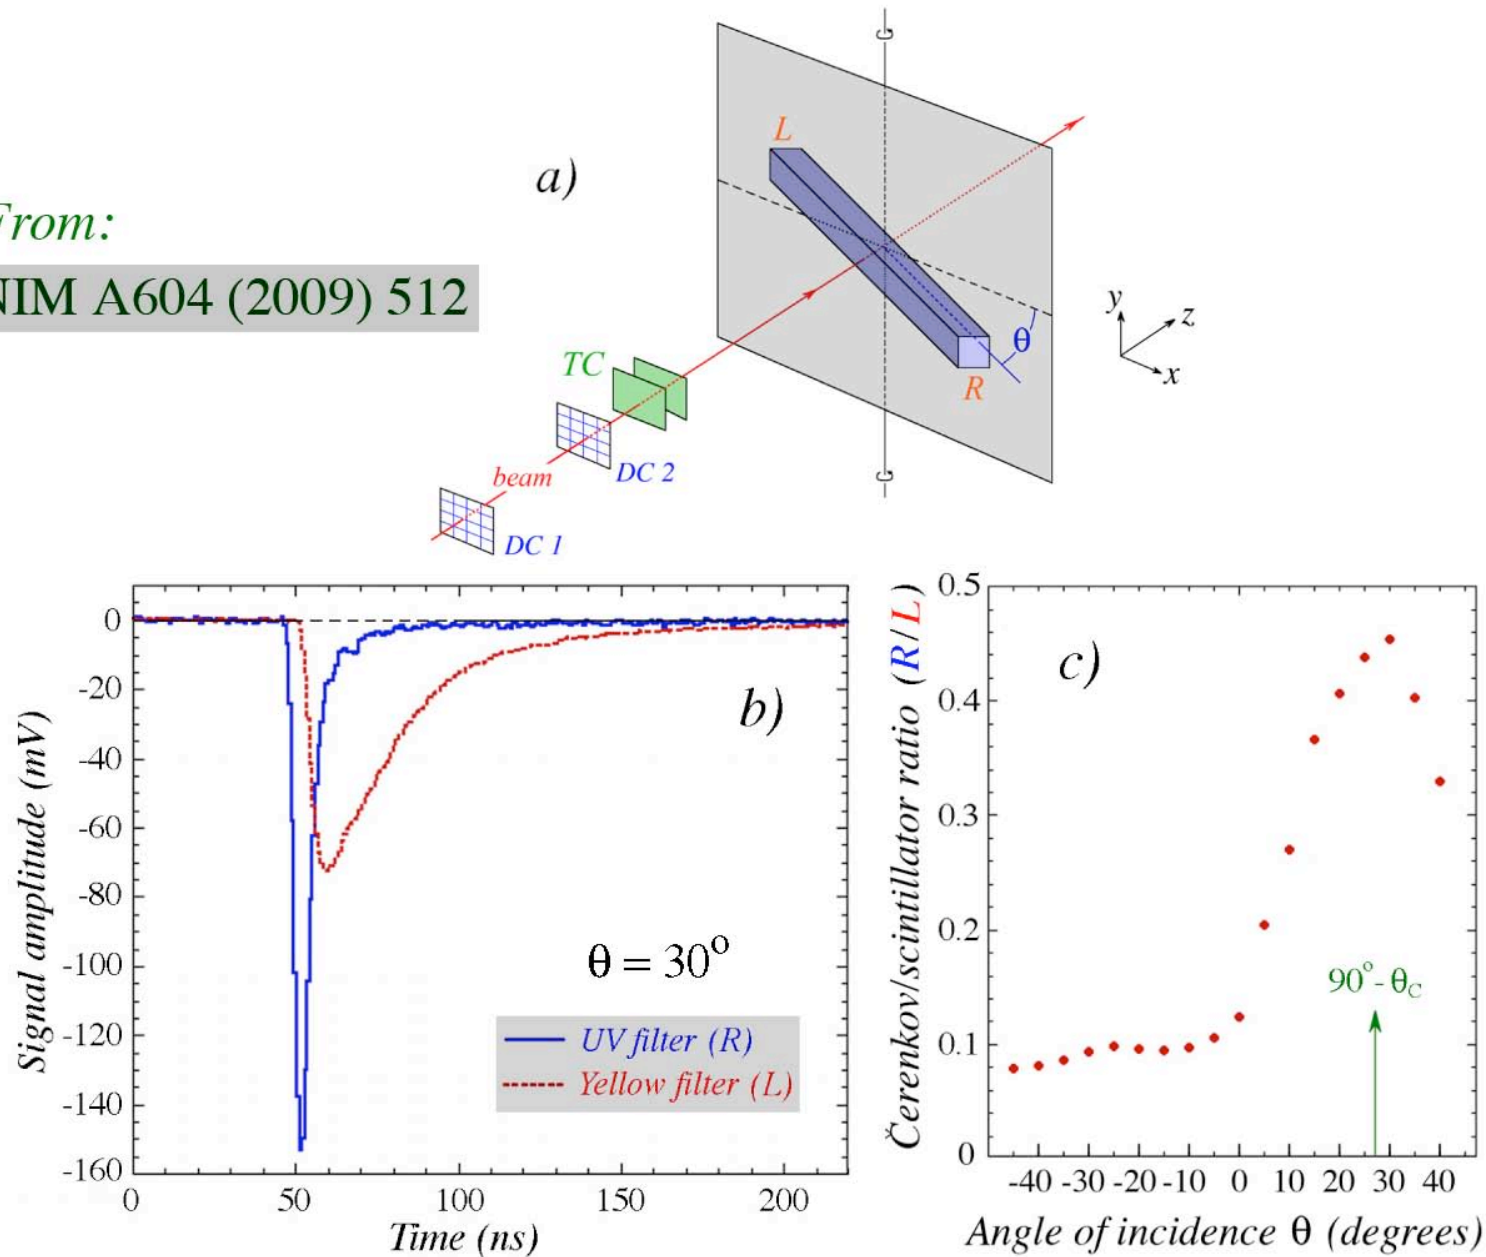 a)
From:
NIM A604 (2009) 512
L
R
θ
y
z
x
TC
DC 2
beam
DC 1
b)
Signal amplitude (mV)
0
-20
-40
-60
-80
-100
-120
-140
-160
θ = 30°
UV filter (R)
Yellow filter (L)
0 50 100 150 200
Time (ns)
c)
Čerenkov/scintillator ratio (R/L)
0.5
0.4
0.3
0.2
0.1
0
90°- θC
-40 -30 -20 -10 0 10 20 30 40
Angle of incidence θ (degrees)